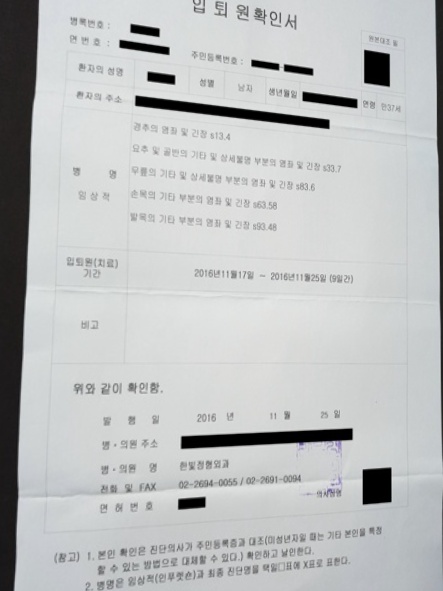 입 퇴 원확인서
병록번호 :
연 번 호 :
주민등록번호 : -
원본대조 필
환자의 성명 성별 남자 생년월일 연령 만37세
환자의 주소
병 명
임 상 적
경추의 염좌 및 긴장 s13.4
요추 및 골반의 기타 및 상세불명 부분의 염좌 및 긴장 s33.7
무릎의 기타 및 상세불명 부분의 염좌 및 긴장 s83.6
손목의 기타 부분의 염좌 및 긴장 s63.58
발목의 기타 부분의 염좌 및 긴장 s93.48
입퇴원(치료) 기간 2016년11월17일 ~ 2016년11월25일 (9일간)
비고
위와 같이 확인함.
발 행 일 2016 년 11 월 25 일
병·의원 주소
병·의원 명 한빛정형외과
전화 및 FAX 02-2694-0055 / 02-2691-0094
면 허 번 호 의사성명
(참고) 1. 본인 확인은 진단의사가 주민등록증과 대조(미성년자일 때는 기타 본인을 특정
할 수 있는 방법으로 대체할 수 있다.) 확인하고 날인한다.
2. 병명은 임상적(인푸렛숀)과 최종 진단명을 택일□표에 X표로 표한다.